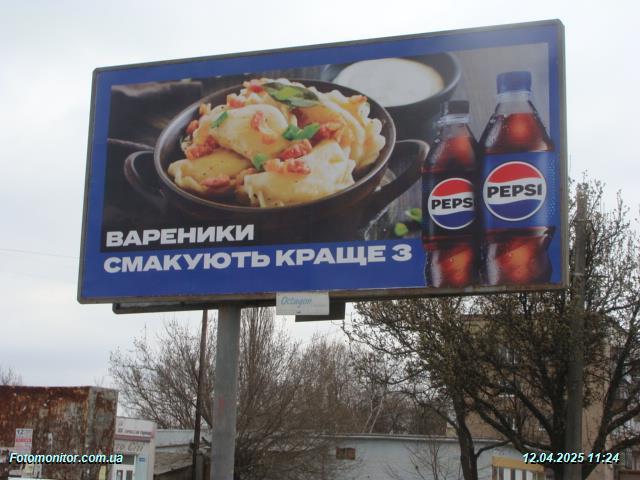 ВАРЕНИКИ
СМАКУЮТЬ КРАЩЕ З
PEPSI
PEPSI
Octagon
Fotomonitor.com.ua
12.04.2025 11:24